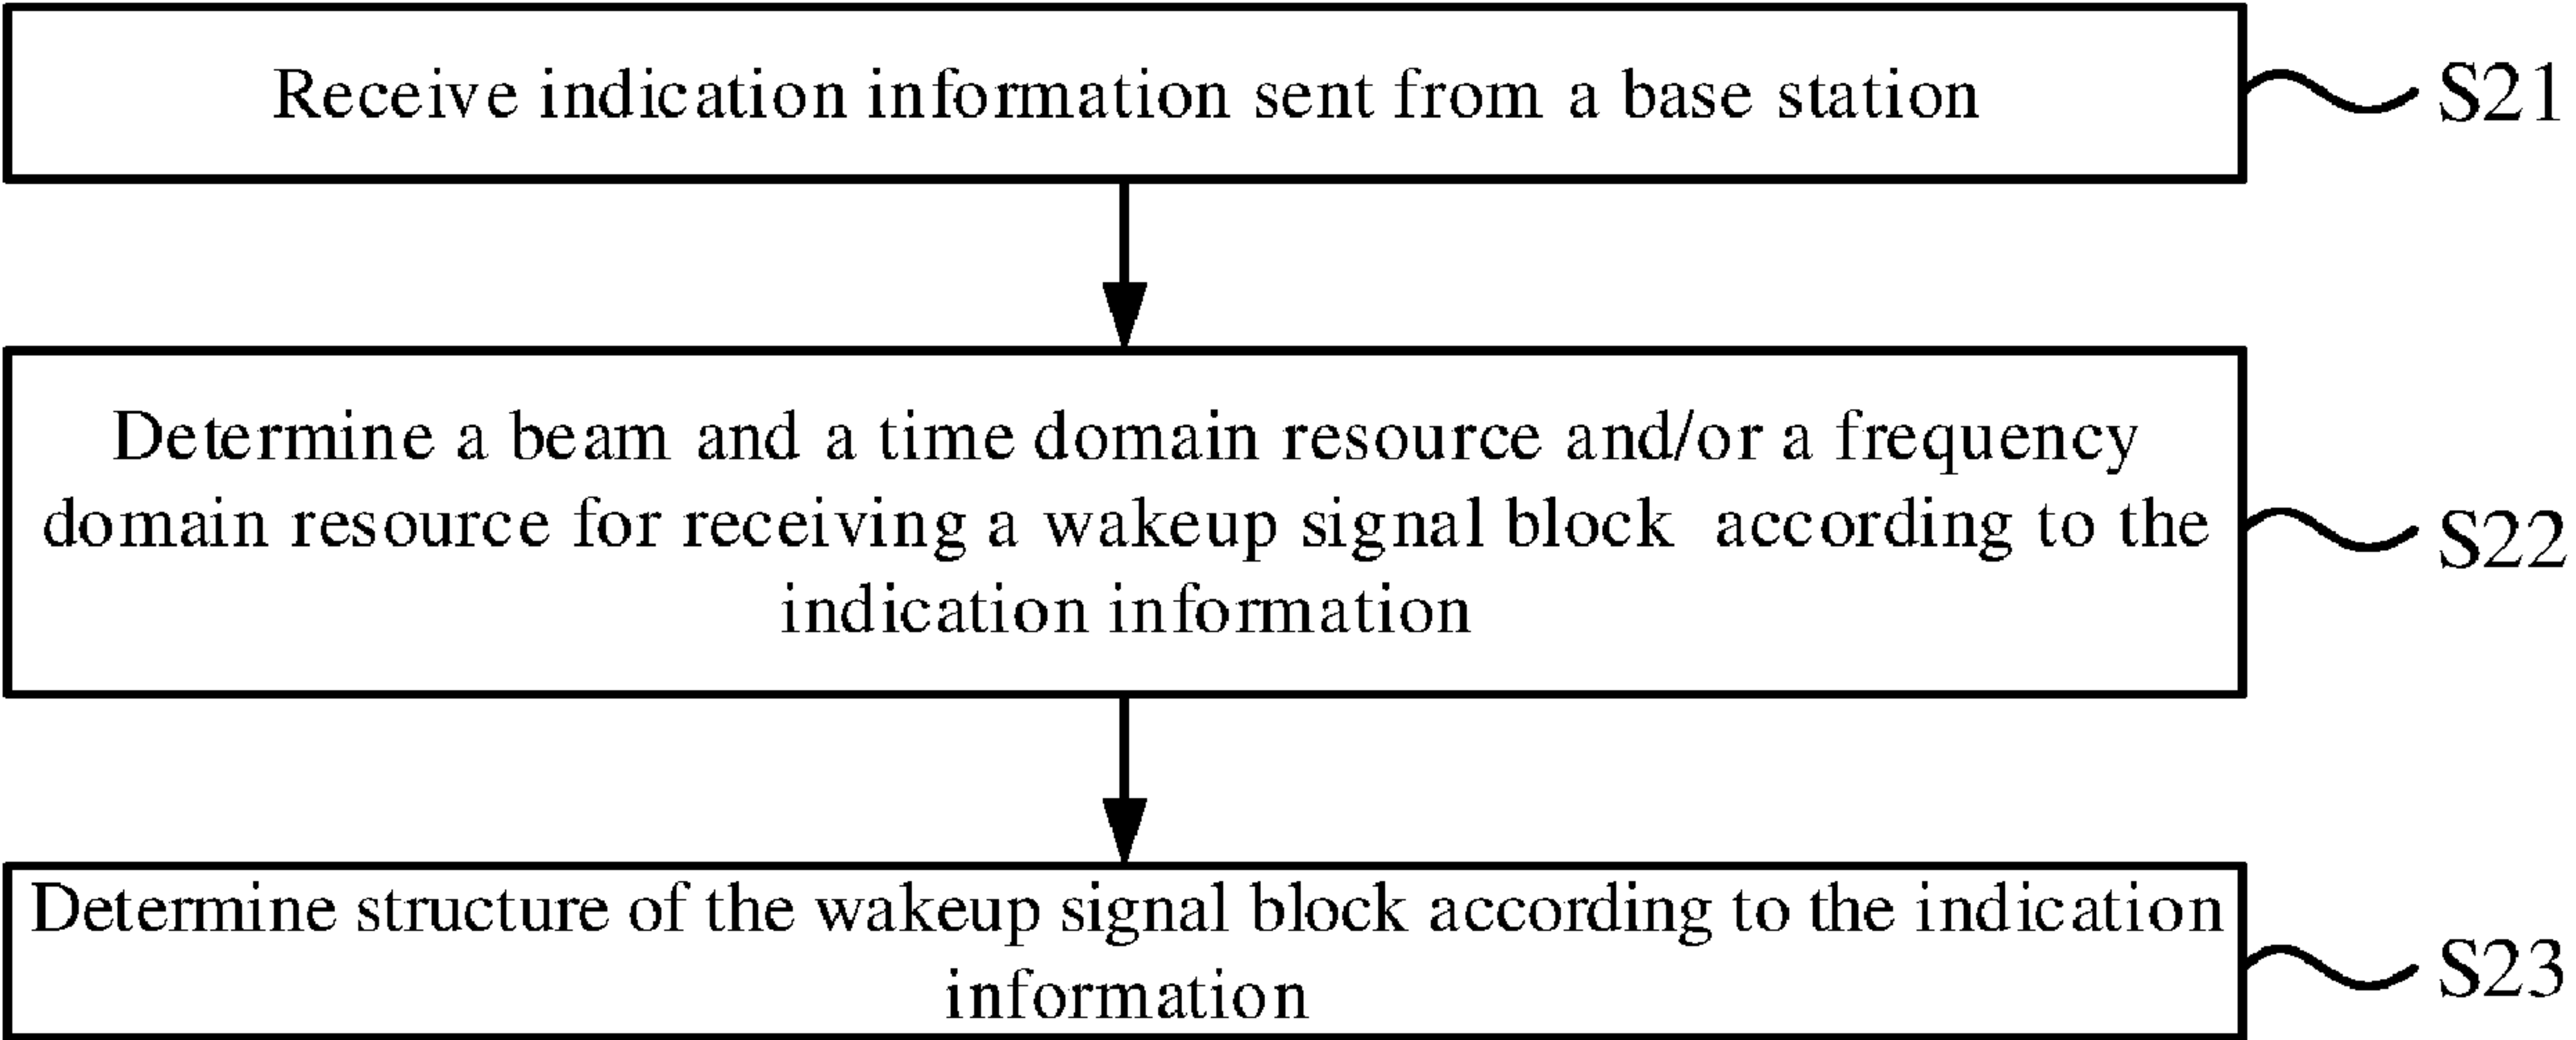 Receive indication information sent from a base station
S21
Determine a beam and a time domain resource and/or a frequency
domain resource for receiving a wakeup signal block according to the
indication information
S22
Determine structure of the wakeup signal block according to the indication
information
S23